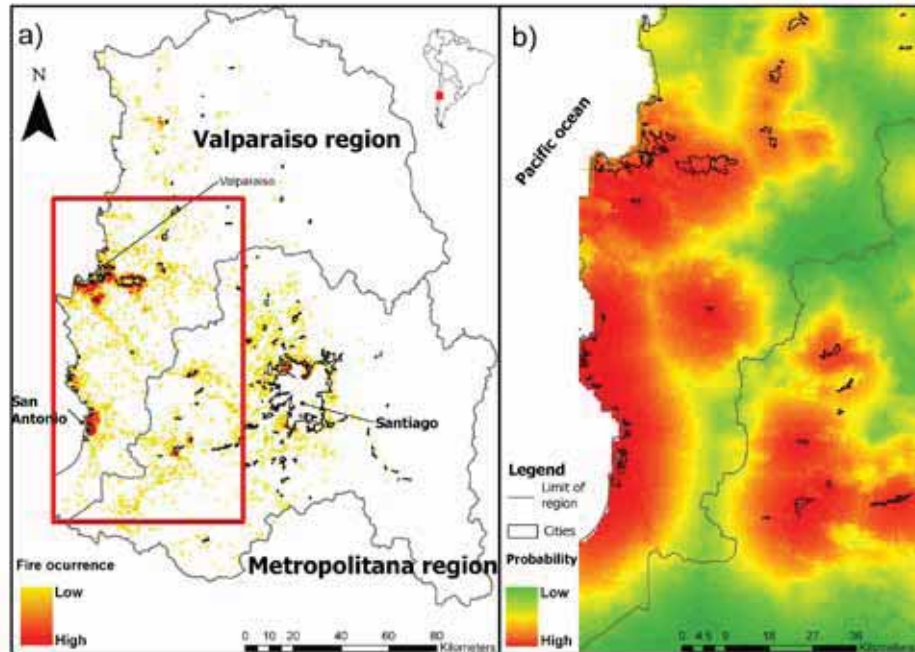 a)
N
Valparaiso region
Valparaiso
San
Antonio
Santiago
Metropolitana region
Fire ocurrence
Low
High
0 10 20 40 60 80
Kilometers
b)
Pacific ocean
Legend
Limit of
region
Cities
Probability
Low
High
0 4.5 9 18 27 36
Kilometers